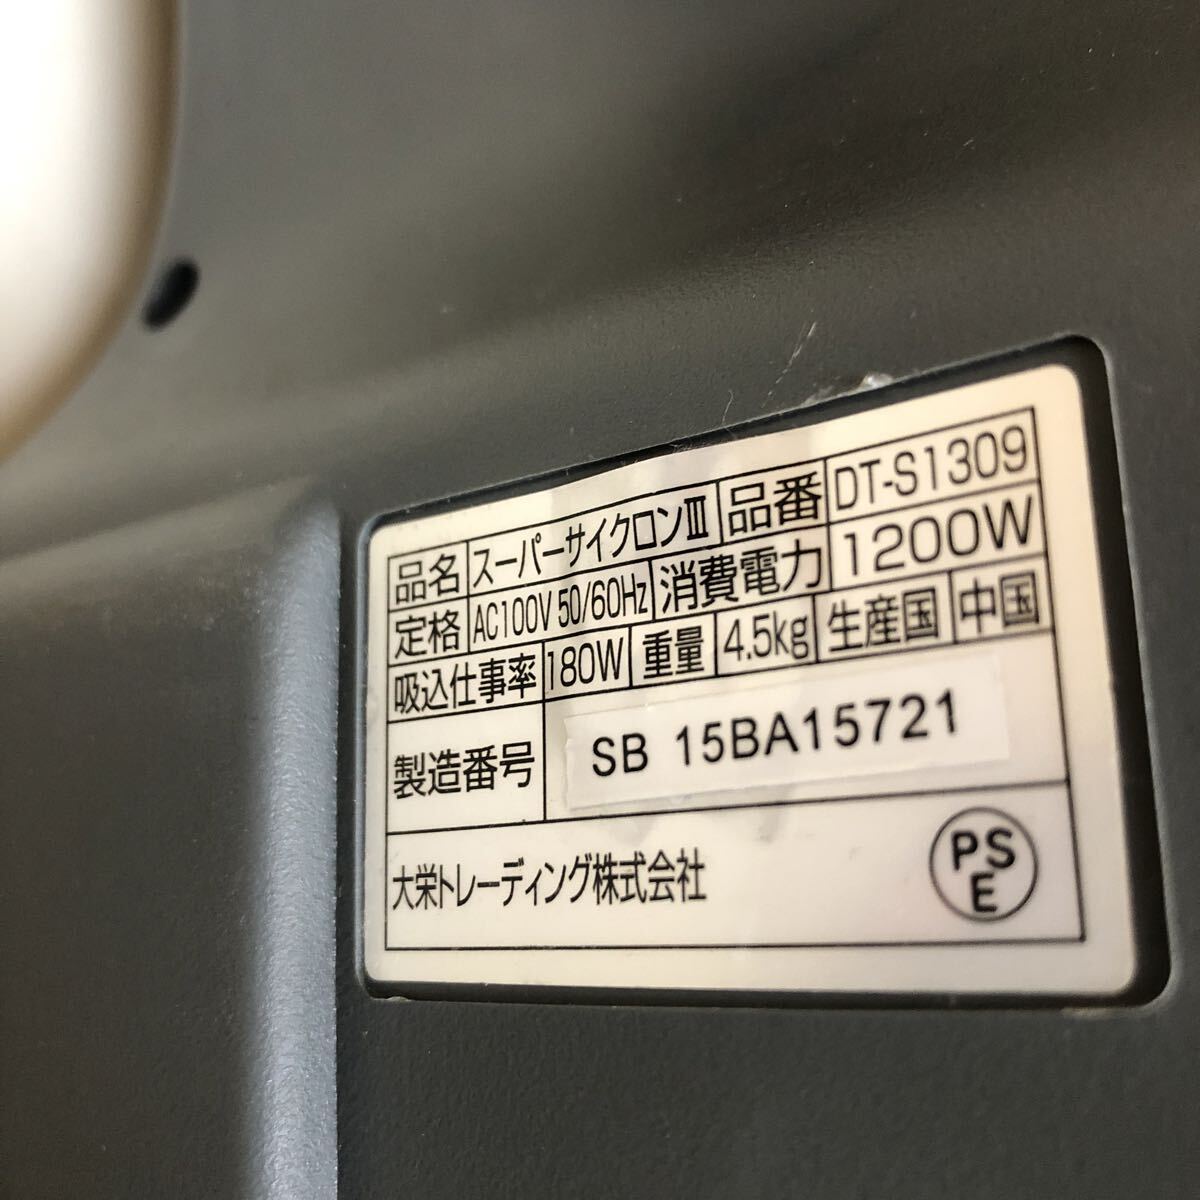 品名 スーパーサイクロンⅢ 品番 DT-S1309
定格 AC100V 50/60Hz 消費電力 1200W
吸込仕事率 180W 重量 4.5kg 生産国 中国
製造番号 SB 15BA15721
大栄トレーディング株式会社 PSE